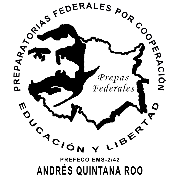 PREPARATORIAS FEDERALES POR COOPERACIÓN
Prepas
Federales
EDUCACIÓN Y LIBERTAD
PREFECO EMS-2/42
ANDRÉS QUINTANA ROO